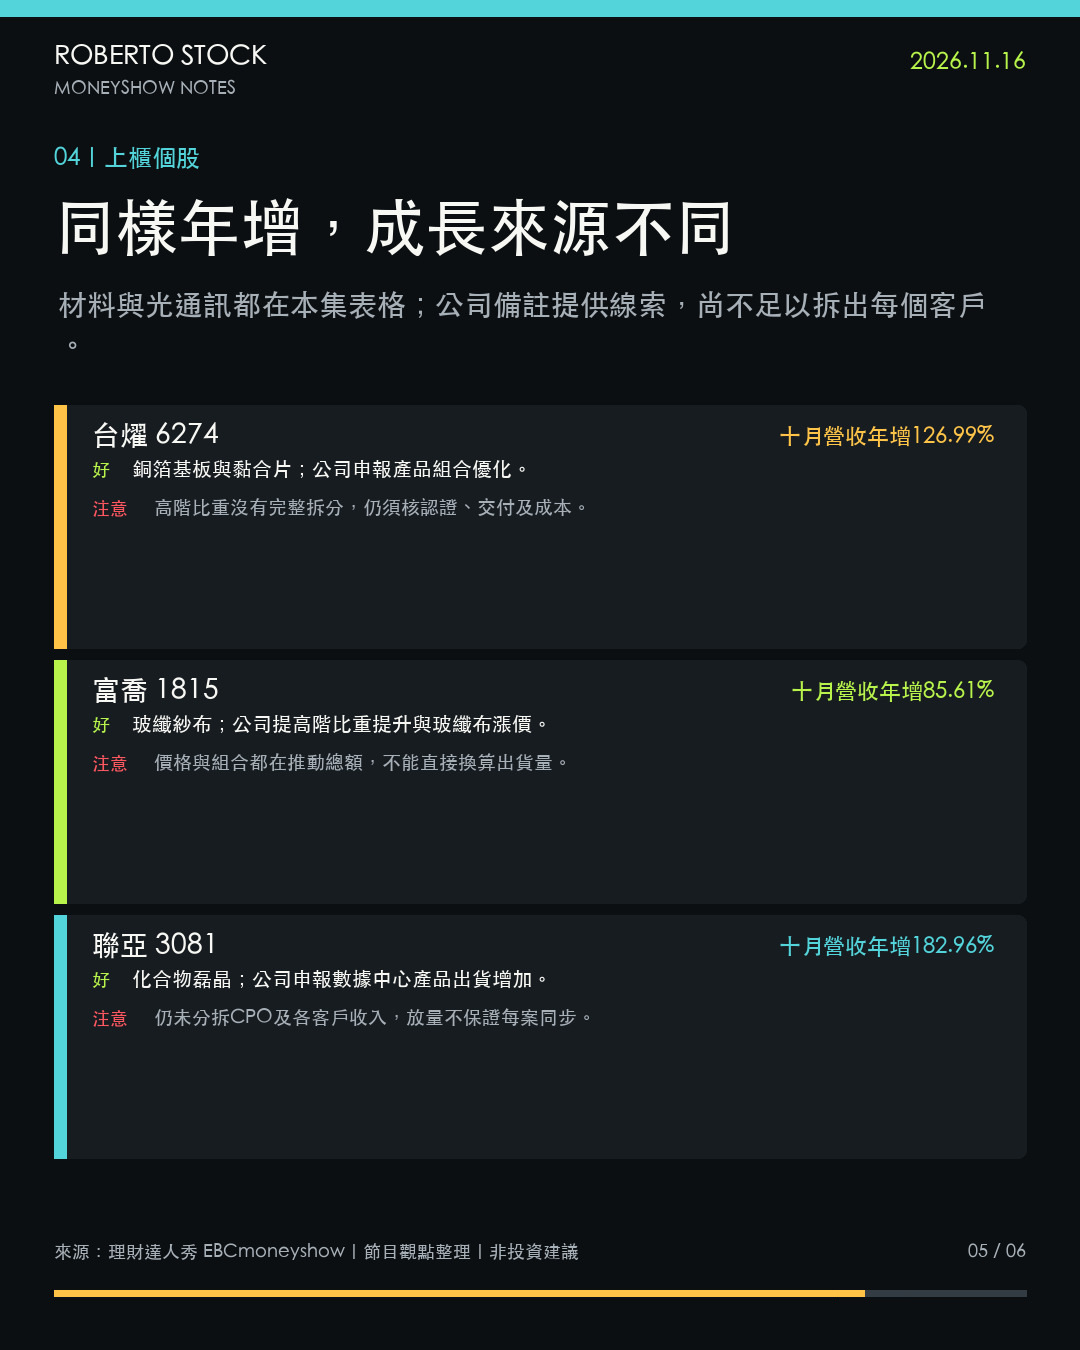 ROBERTO STOCK
MONEYSHOW NOTES
2026.11.16
04｜上櫃個股
同樣年增，成長來源不同
材料與光通訊都在本集表格；公司備註提供線索，尚不足以拆出每個客戶
。
台燿 6274
十月營收年增126.99%
好 銅箔基板與黏合片；公司申報產品組合優化。
注意 高階比重沒有完整拆分，仍須核認證、交付及成本。
富喬 1815
十月營收年增85.61%
好 玻纖紗布；公司提高階比重提升與玻纖布漲價。
注意 價格與組合都在推動總額，不能直接換算出貨量。
聯亞 3081
十月營收年增182.96%
好 化合物磊晶；公司申報數據中心產品出貨增加。
注意 仍未分拆CPO及各客戶收入，放量不保證每案同步。
來源：理財達人秀 EBCmoneyshow｜節目觀點整理｜非投資建議
05 / 06